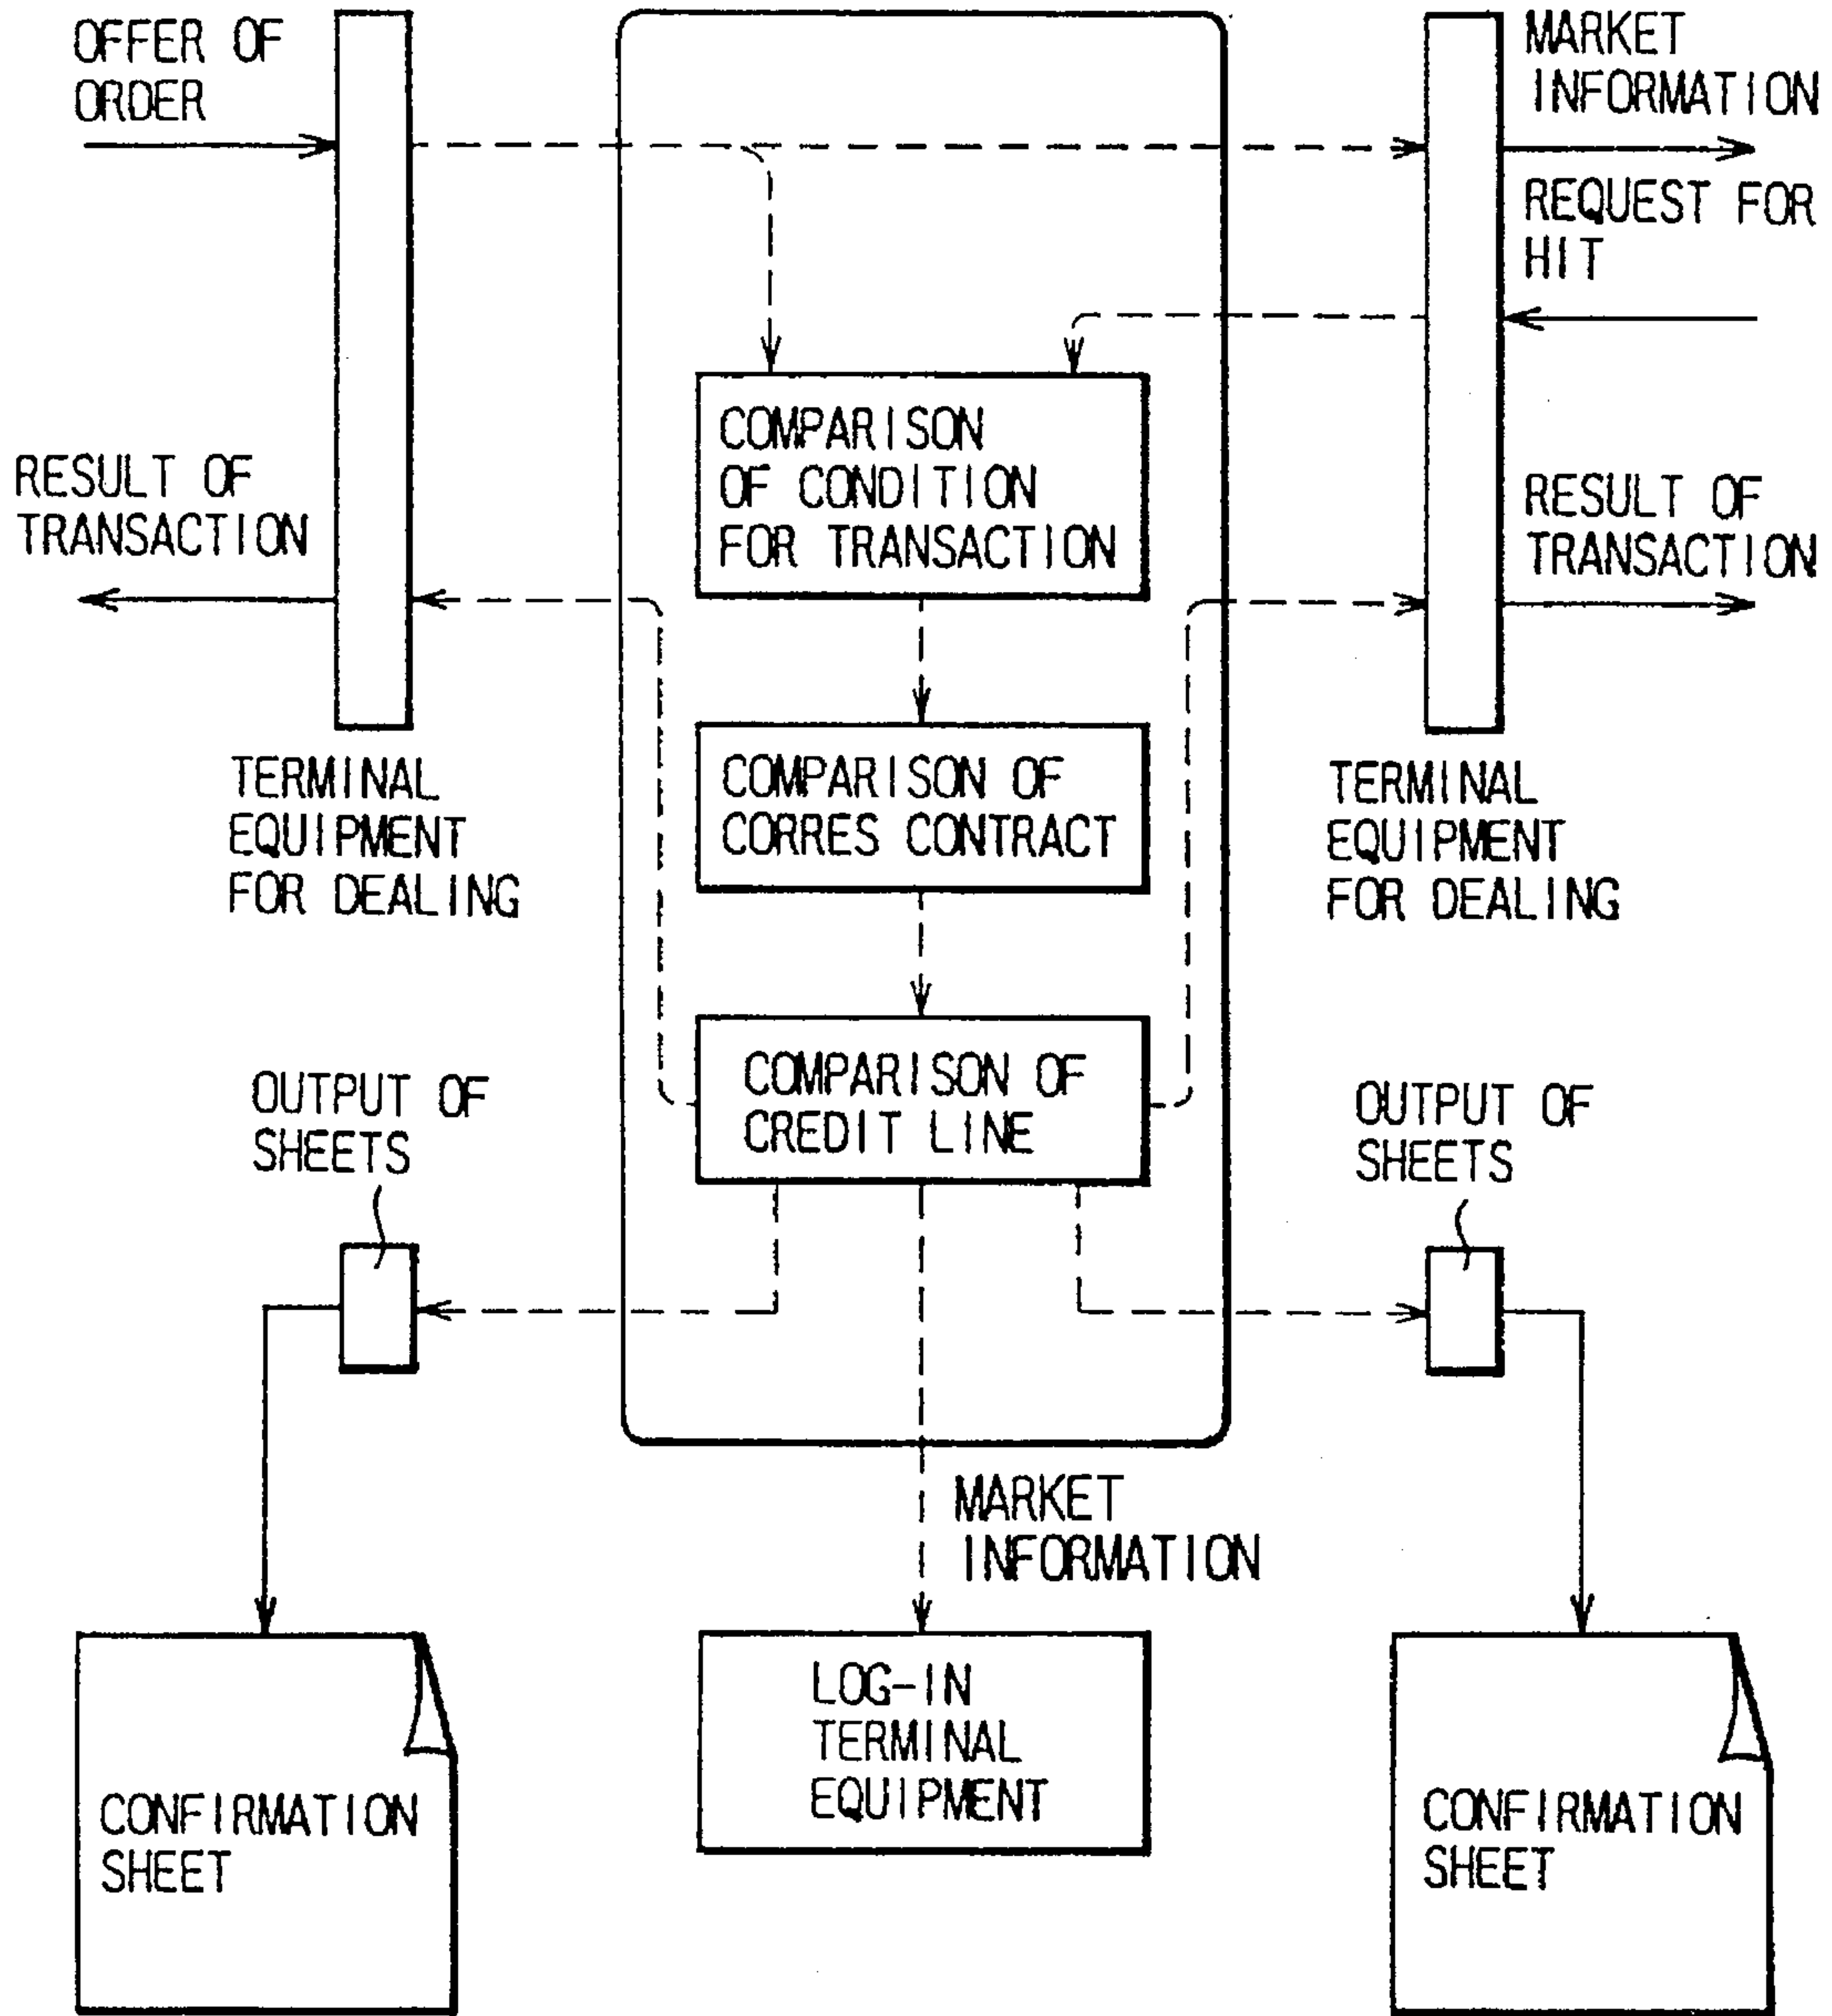 OFFER OF
ORDER
MARKET
INFORMATION
REQUEST FOR
HIT
COMPARISON
OF CONDITION
FOR TRANSACTION
RESULT OF
TRANSACTION
RESULT OF
TRANSACTION
TERMINAL
EQUIPMENT
FOR DEALING
COMPARISON OF
CORRES CONTRACT
TERMINAL
EQUIPMENT
FOR DEALING
COMPARISON OF
CREDIT LINE
OUTPUT OF
SHEETS
OUTPUT OF
SHEETS
MARKET
INFORMATION
CONFIRMATION
SHEET
LOG-IN
TERMINAL
EQUIPMENT
CONFIRMATION
SHEET